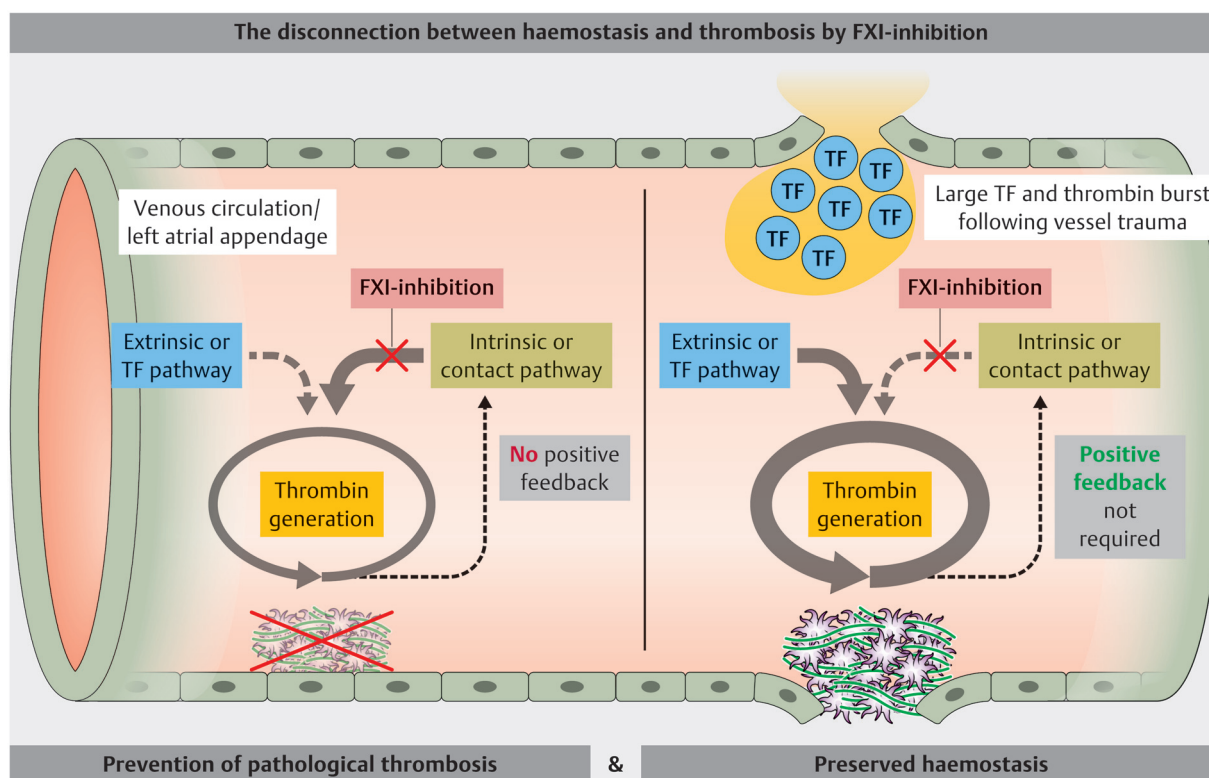 The disconnection between haemostasis and thrombosis by FXI-inhibition
Venous circulation/
left atrial appendage
FXI-inhibition
Extrinsic or
TF pathway
Intrinsic or
contact pathway
No positive
feedback
Thrombin
generation
TF
TF
TF
TF
TF
TF
TF
TF
Large TF and thrombin burst
following vessel trauma
FXI-inhibition
Extrinsic or
TF pathway
Intrinsic or
contact pathway
Positive
feedback
not
required
Thrombin
generation
Prevention of pathological thrombosis
&
Preserved haemostasis